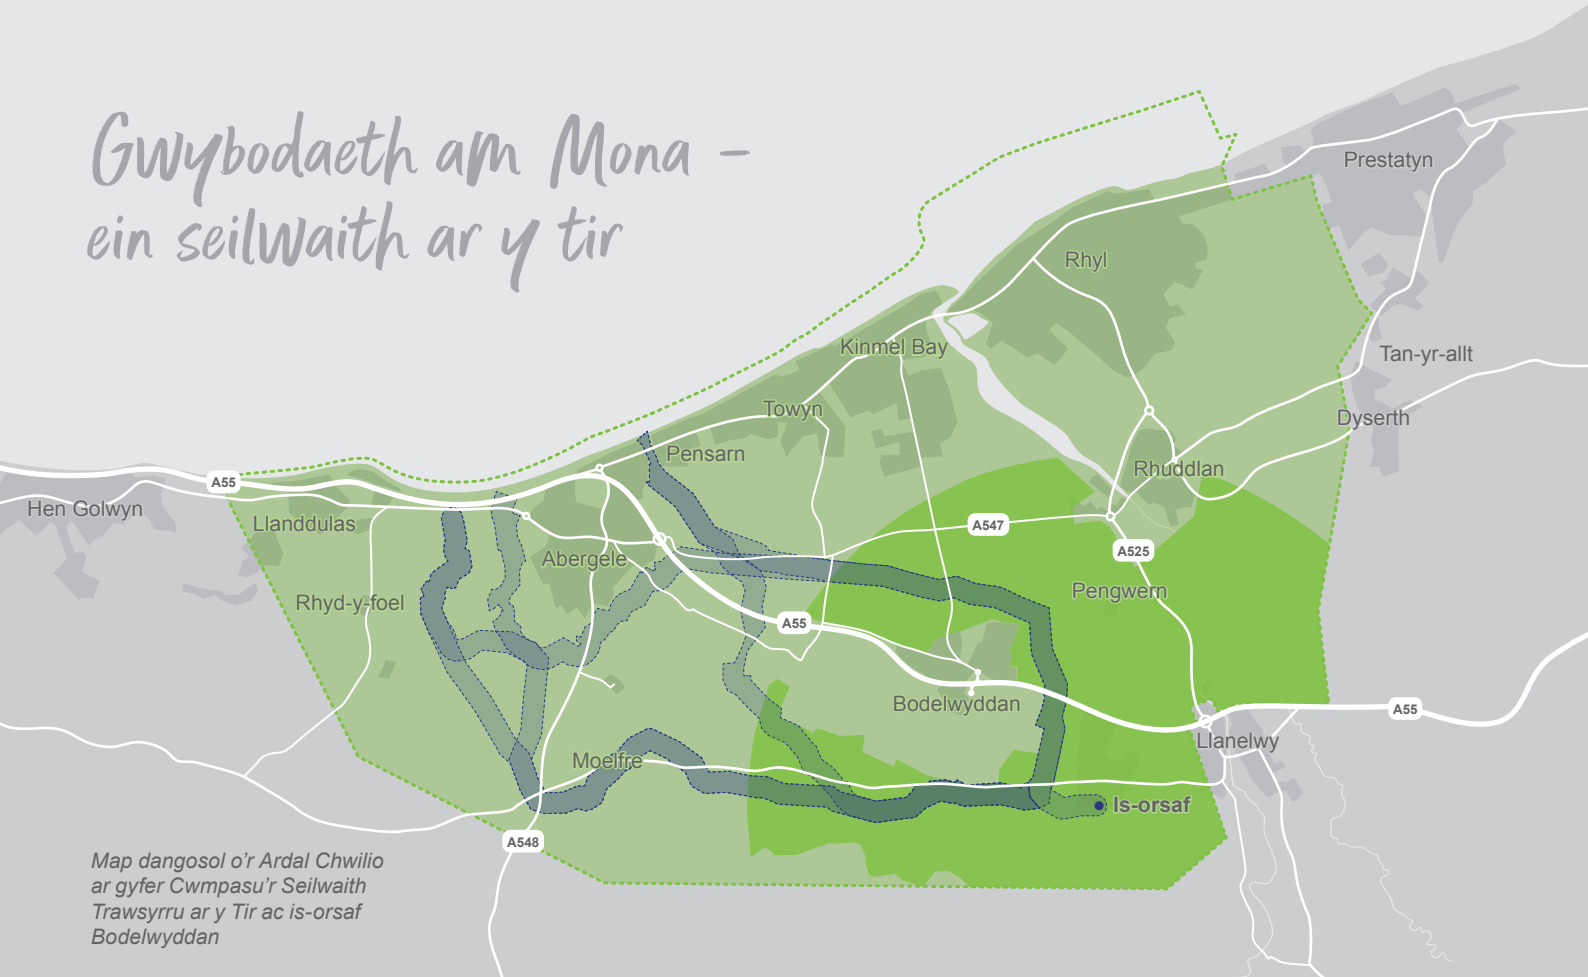 Gwybodaeth am Mona –
ein seilwaith ar y tir
Prestatyn
Rhyl
Kinmel Bay
Tan-yr-allt
Towyn
Dyserth
Pensarn
Rhuddlan
A55
Hen Golwyn
Llanddulas
A547
A525
Abergele
Pengwern
Rhyd-y-foel
A55
Bodelwyddan
A55
Llanelwy
Moelfre
Is-orsaf
A548
Map dangosol o'r Ardal Chwilio
ar gyfer Cwmpasu'r Seilwaith
Trawsyrru ar y Tir ac is-orsaf
Bodelwyddan